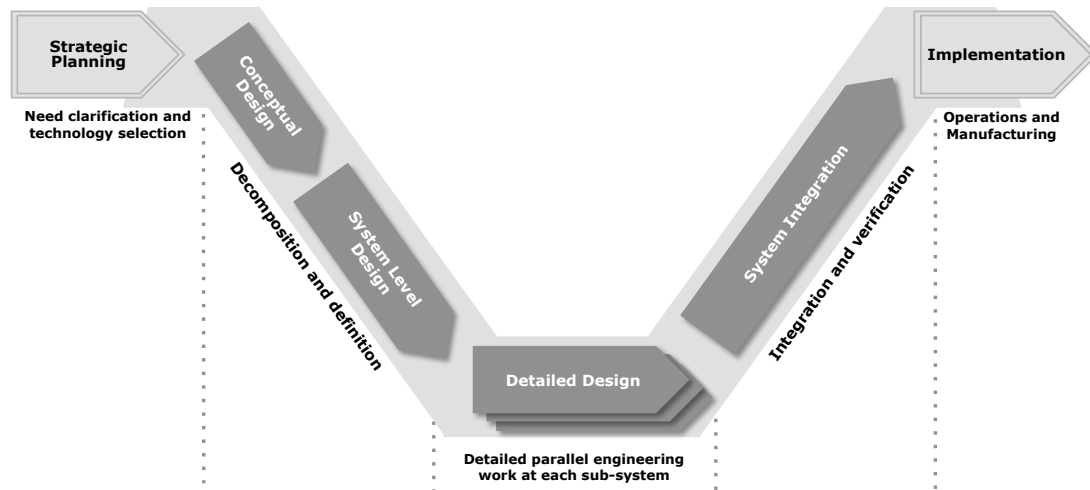 Strategic
Planning
Need clarification and
technology selection
Conceptual
Design
System Level
Design
Decomposition and definition
Detailed Design
Detailed parallel engineering
work at each sub-system
System Integration
Integration and verification
Implementation
Operations and
Manufacturing